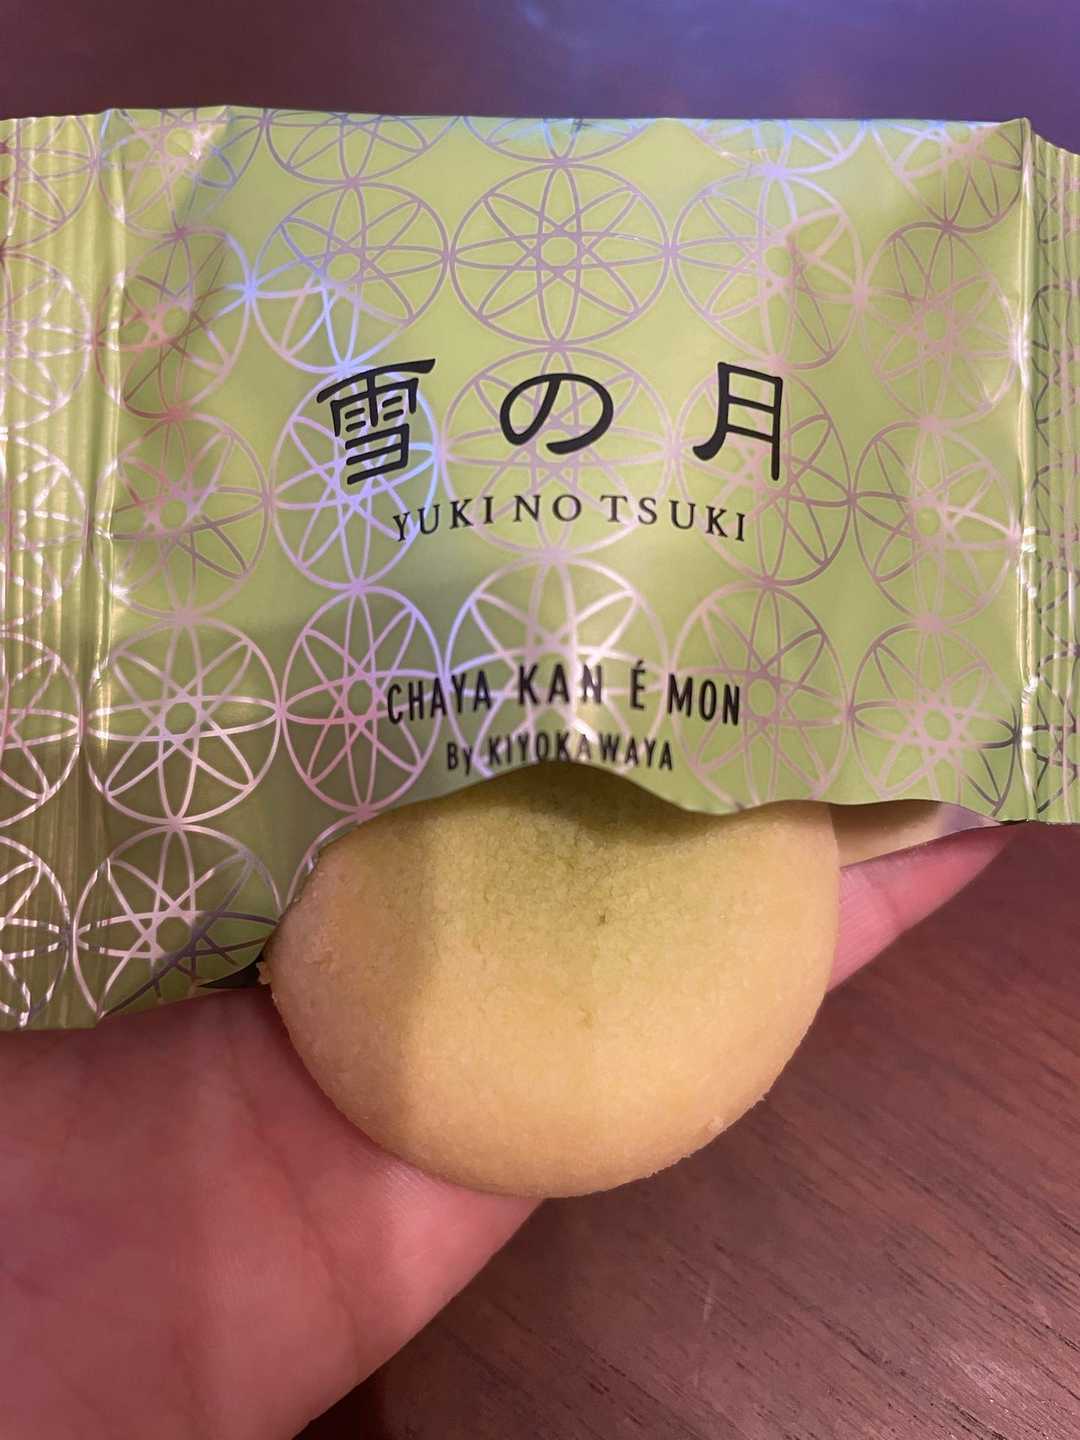 雪の月
YUKI NO TSUKI
CHAYA KAN É MON
By KIYOKAWAYA